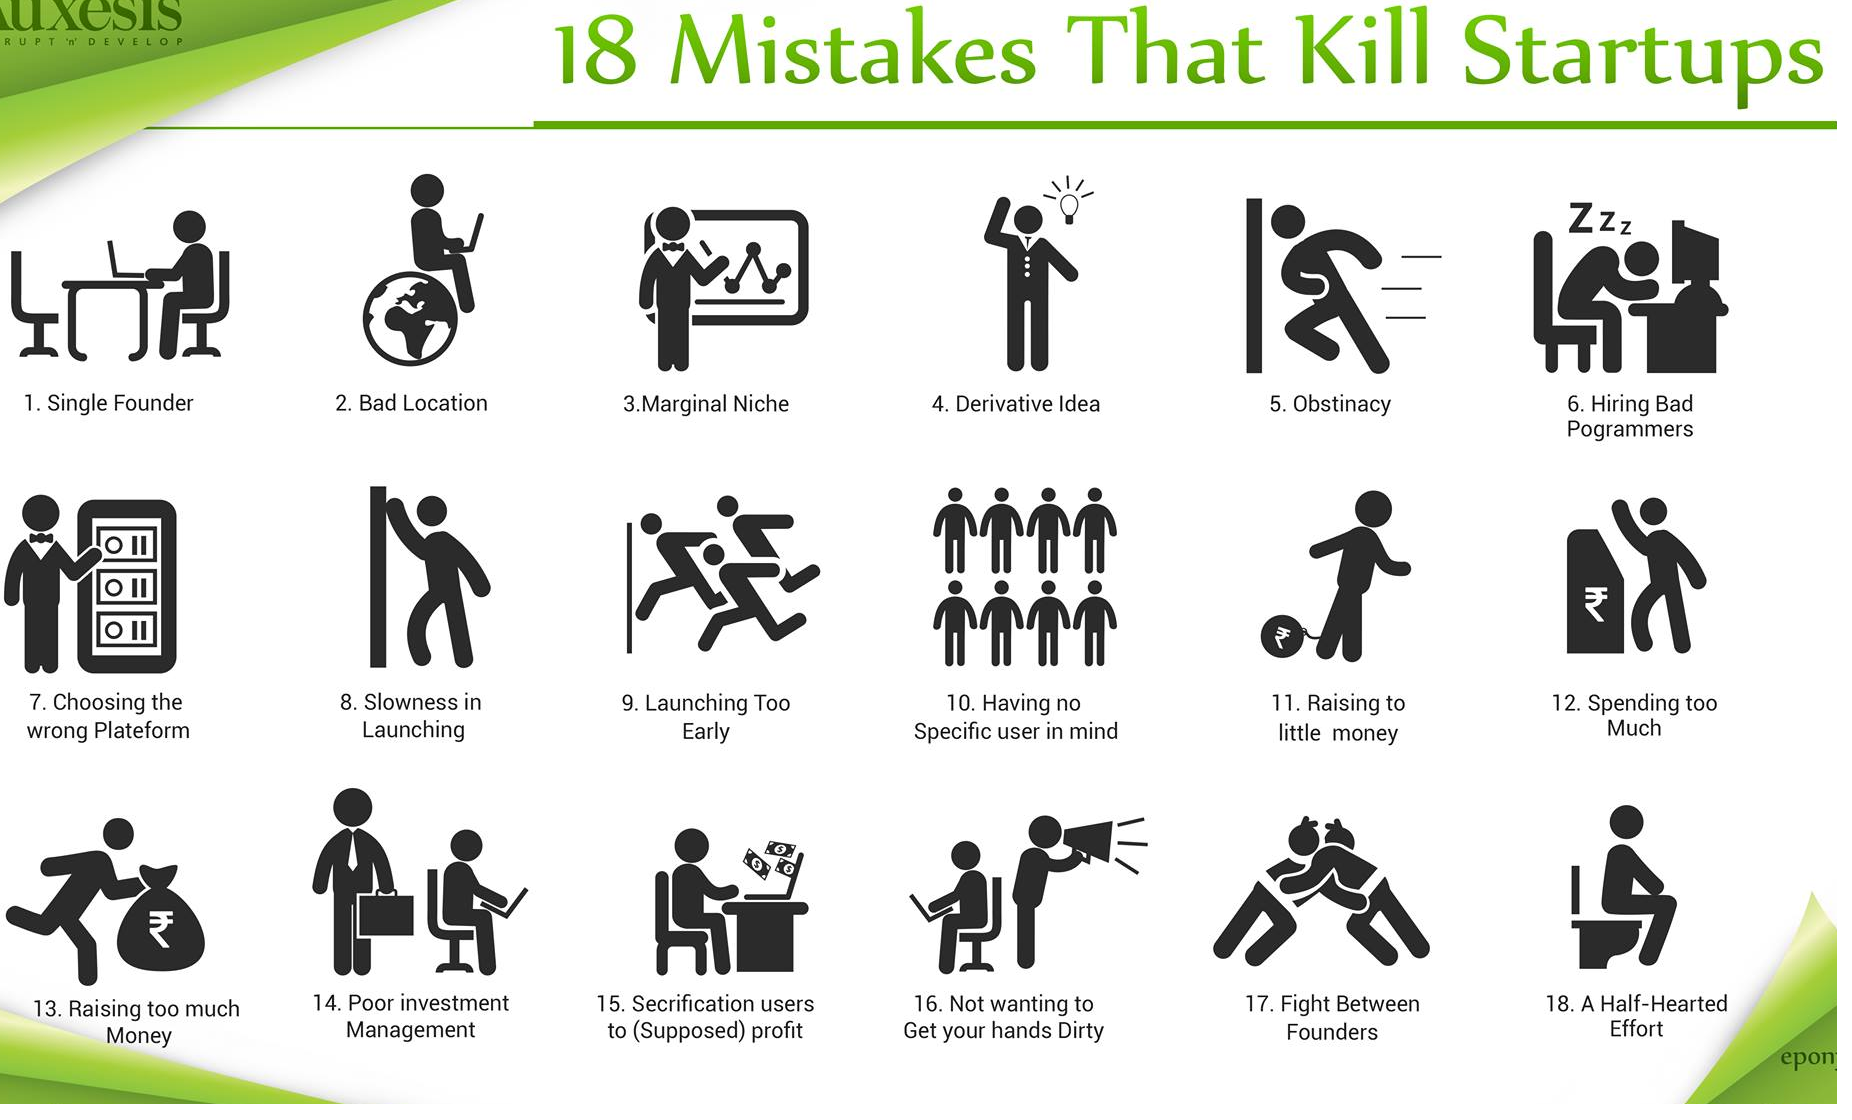 18 Mistakes That Kill Startups
1. Single Founder
2. Bad Location
3.Marginal Niche
4. Derivative Idea
5. Obstinacy
Z z z
6. Hiring Bad
Pogrammers
7. Choosing the
wrong Plateform
8. Slowness in
Launching
9. Launching Too
Early
10. Having no
Specific user in mind
₹
11. Raising to
little money
₹
12. Spending too
Much
₹
13. Raising too much
Money
14. Poor investment
Management
$ $ $
15. Secrification users
to (Supposed) profit
16. Not wanting to
Get your hands Dirty
17. Fight Between
Founders
18. A Half-Hearted
Effort